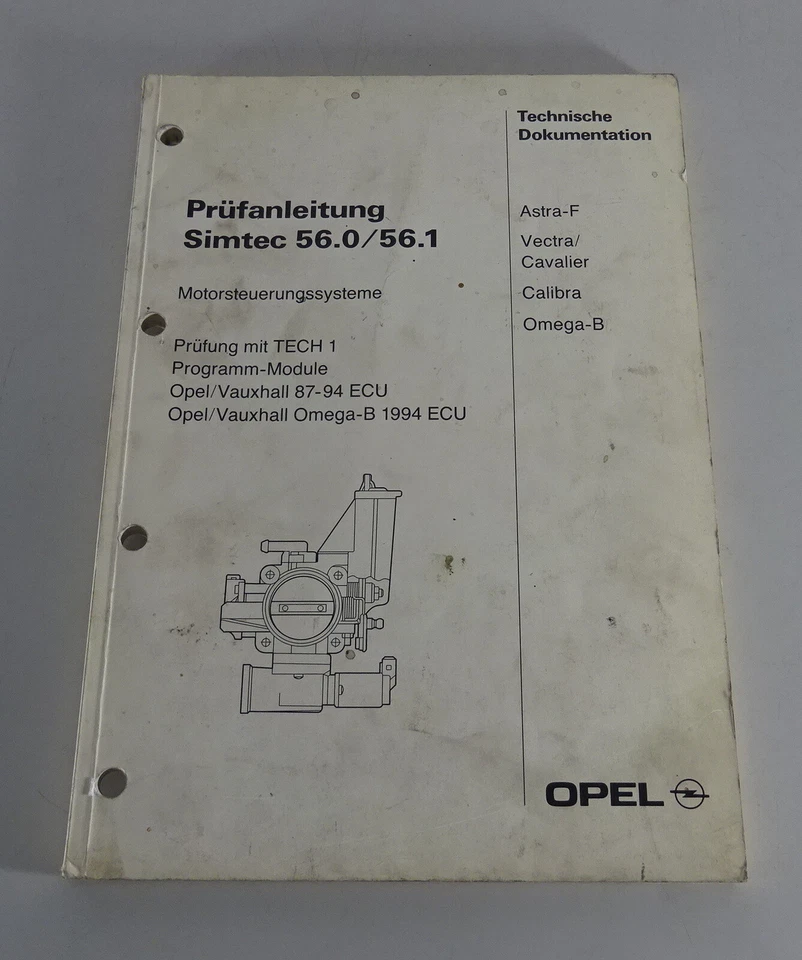 Technische
Dokumentation
Prüfanleitung
Simtec 56.0/56.1
Motorsteuerungssysteme
Prüfung mit TECH 1
Programm-Module
Opel/Vauxhall 87-94 ECU
Opel/Vauxhall Omega-B 1994 ECU
Astra-F
Vectra/
Cavalier
Calibra
Omega-B
OPEL